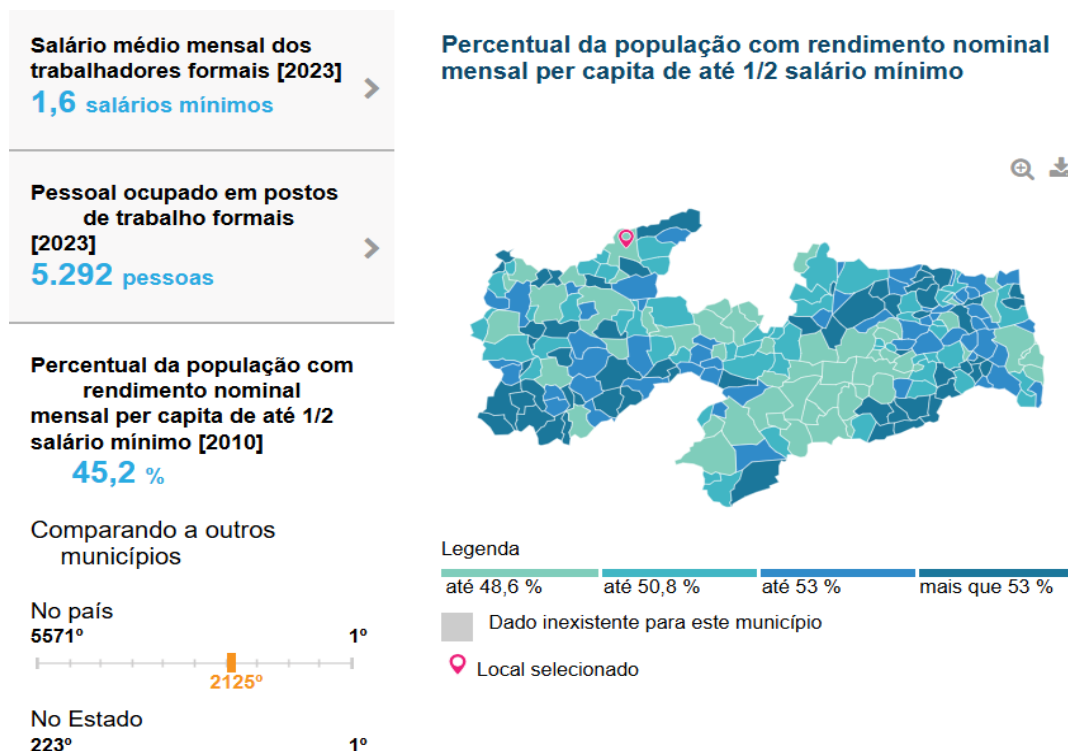 Salário médio mensal dos
trabalhadores formais [2023]
1,6 salários mínimos
Pessoal ocupado em postos
de trabalho formais
[2023]
5.292 pessoas
Percentual da população com
rendimento nominal
mensal per capita de até 1/2
salário mínimo [2010]
45,2 %
Comparando a outros
municípios
No país
5571º 1º
2125º
No Estado
223º 1º
Percentual da população com rendimento nominal
mensal per capita de até 1/2 salário mínimo
Legenda
até 48,6 % até 50,8 % até 53 % mais que 53 %
Dado inexistente para este município
Local selecionado